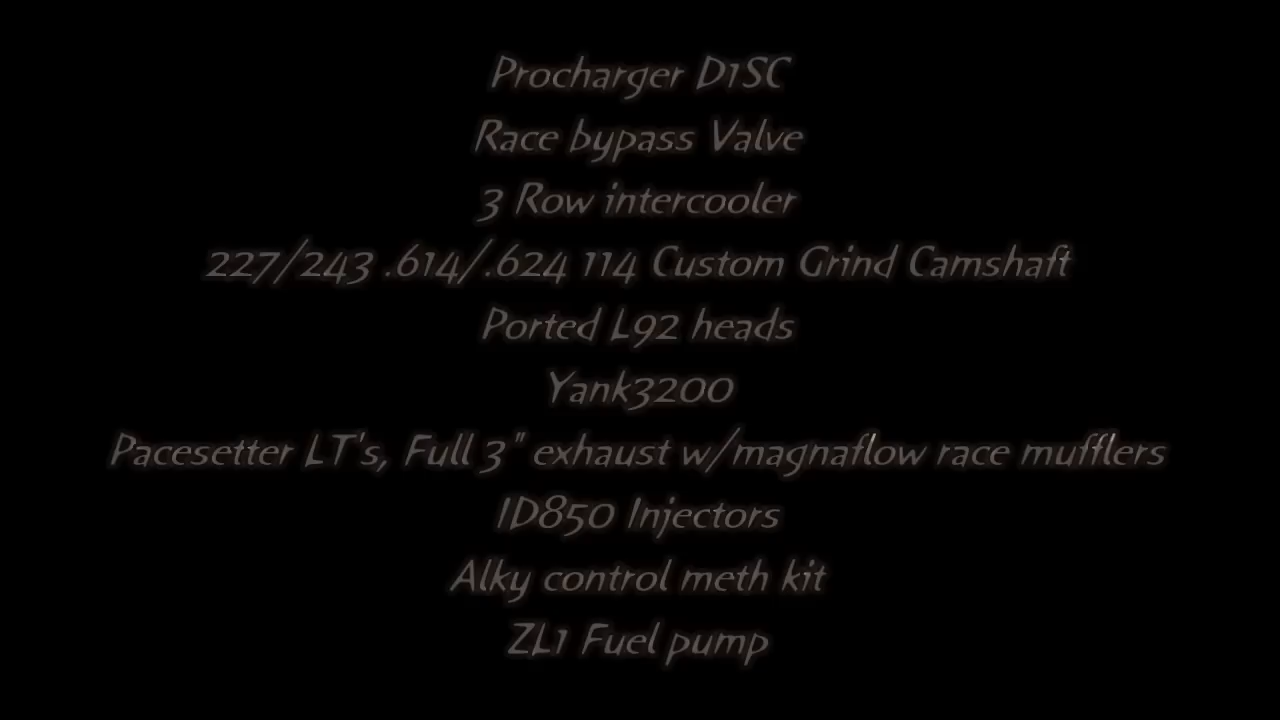 Procharger D1SC
Race bypass Valve
3 Row intercooler
227/243 .614/.624 114 Custom Grind Camshaft
Ported L92 heads
Yank3200
Pacesetter LT's, Full 3" exhaust w/magnaflow race mufflers
ID850 Injectors
Alky control meth kit
ZL1 Fuel pump